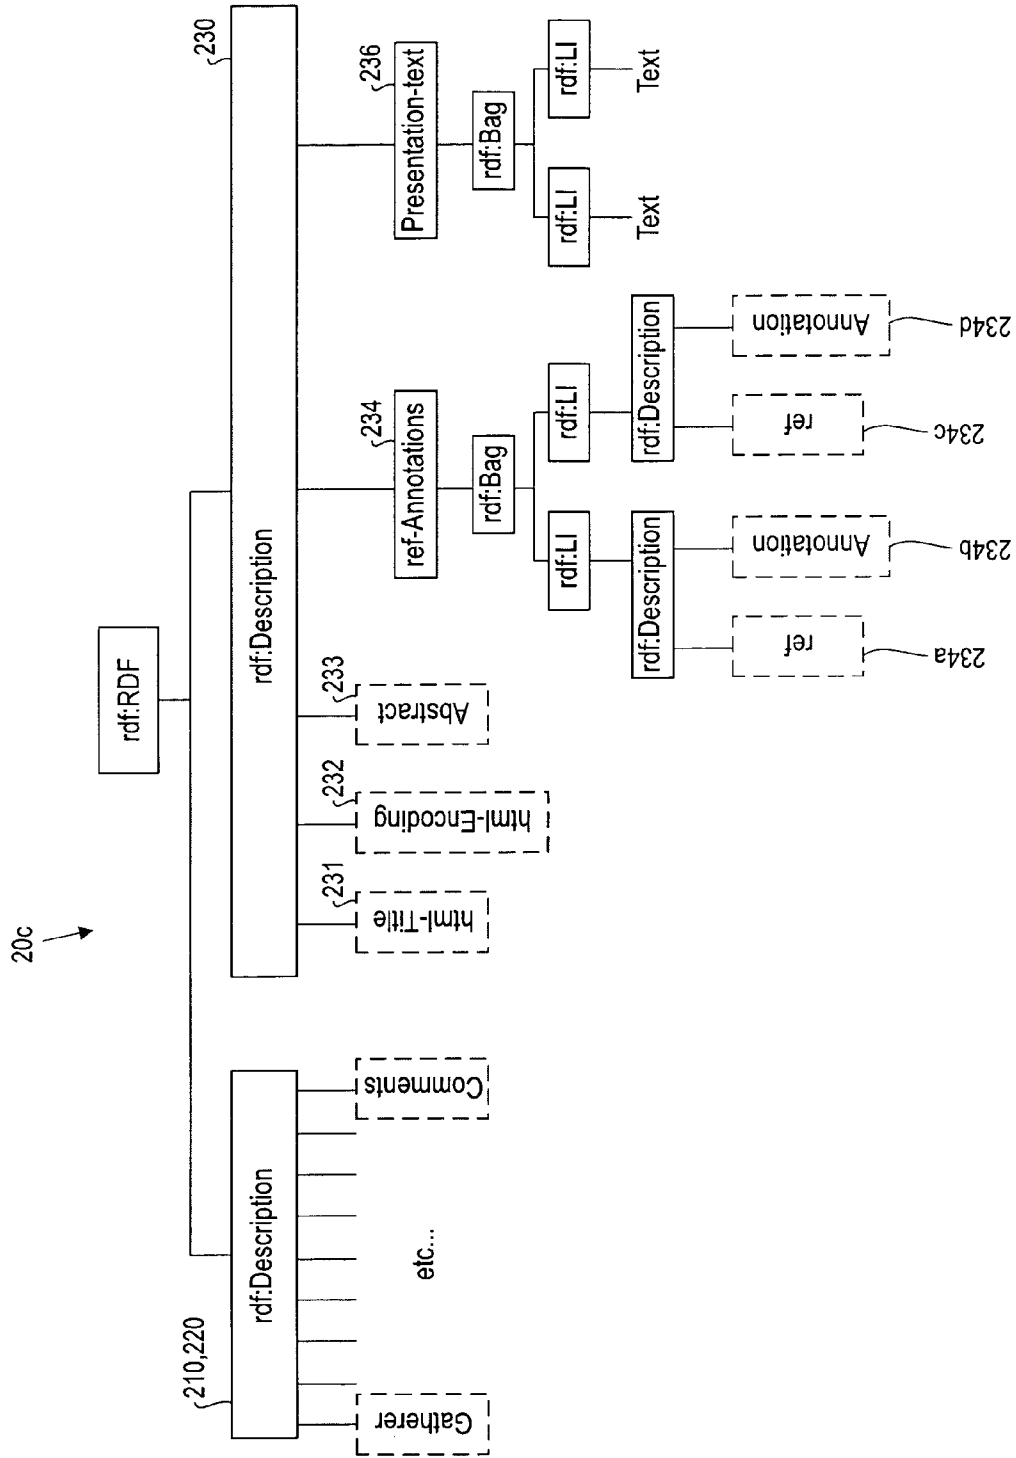 20c
rdf:RDF
210,220
rdf:Description
230
rdf:Description
Gatherer
etc...
Comments
231
html-Title
232
html-Encoding
233
Abstract
234
ref-Annotations
rdf:Bag
rdf:LI
rdf:LI
rdf:Description
rdf:Description
ref
Annotation
ref
Annotation
234a
234b
234c
234d
236
Presentation-text
rdf:Bag
rdf:LI
rdf:LI
Text
Text